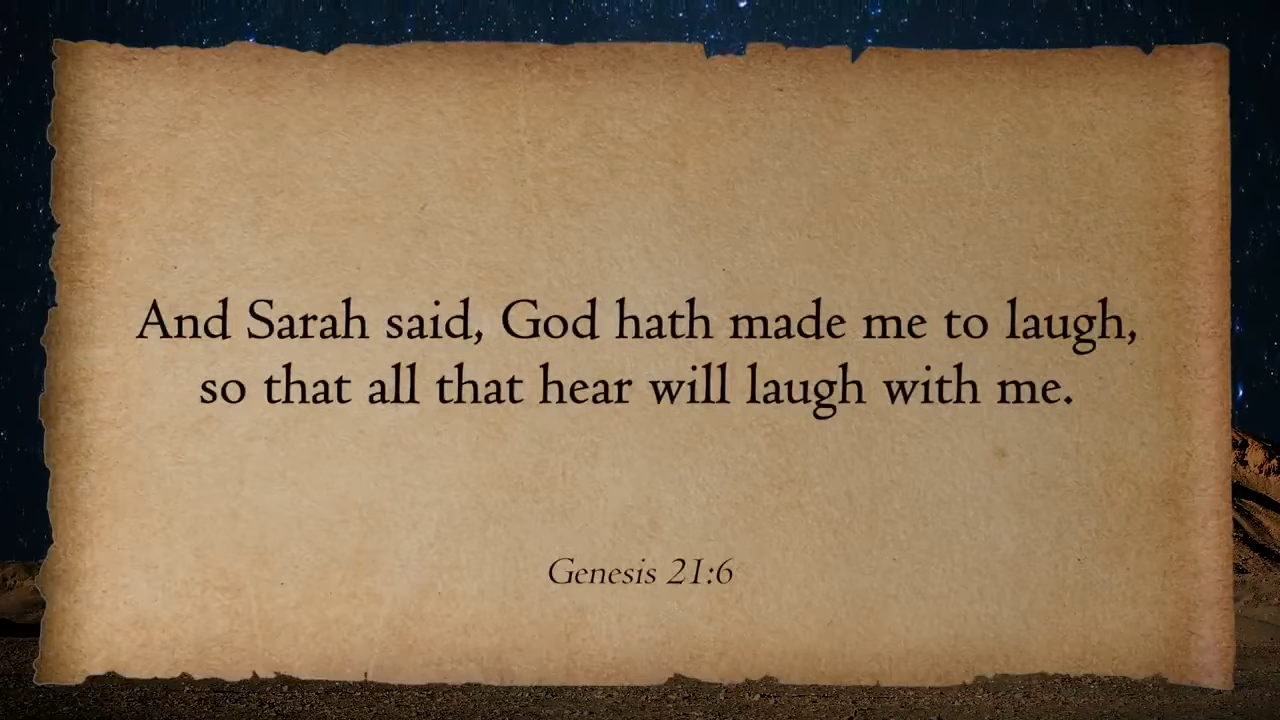 And Sarah said, God hath made me to laugh,
so that all that hear will laugh with me.
Genesis 21:6